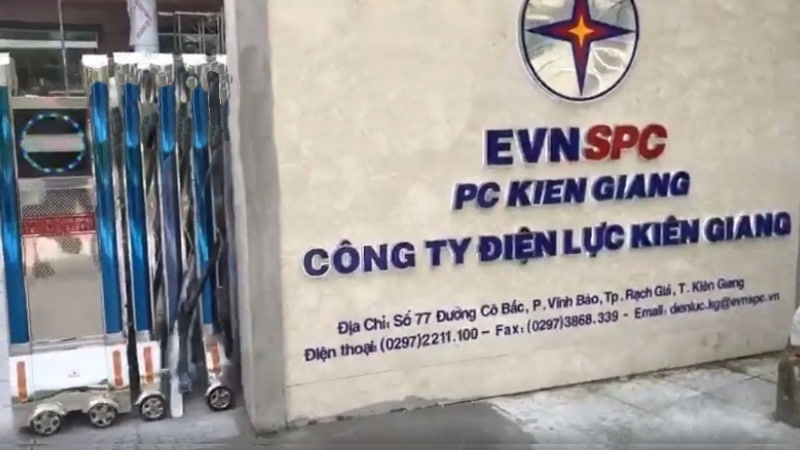 EVNSPC
PC KIEN GIANG
CÔNG TY ĐIỆN LỰC KIÊN GIANG
Địa Chỉ: Số 77 Đường Cô Bắc, P. Vĩnh Bảo, Tp. Rạch Giá, T. Kiên Giang
Điện thoại: (0297)2211.100 – Fax: (0297)3868.339 - Email: dienluc.kg@evnspc.vn